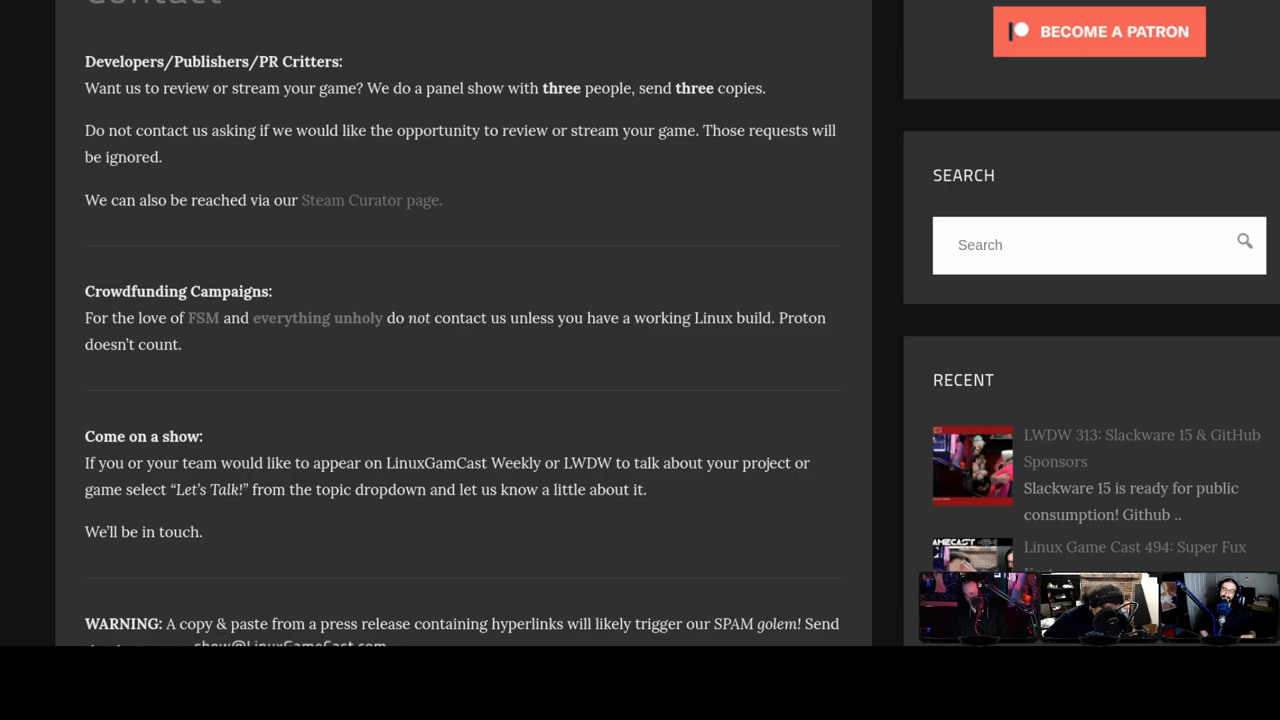 Contact
Developers/Publishers/PR Critters:
Want us to review or stream your game? We do a panel show with three people, send three copies.
Do not contact us asking if we would like the opportunity to review or stream your game. Those requests will
be ignored.
We can also be reached via our Steam Curator page.
Crowdfunding Campaigns:
For the love of FSM and everything unholy do not contact us unless you have a working Linux build. Proton
doesn’t count.
Come on a show:
If you or your team would like to appear on LinuxGamCast Weekly or LWDW to talk about your project or
game select “Let’s Talk!” from the topic dropdown and let us know a little about it.
We’ll be in touch.
WARNING: A copy & paste from a press release containing hyperlinks will likely trigger our SPAM golem! Send
show@LinuxGameCast.com
BECOME A PATRON
SEARCH
Search
RECENT
LWDW 313: Slackware 15 & GitHub
Sponsors
Slackware 15 is ready for public
consumption! Github ..
Linux Game Cast 494: Super Fux